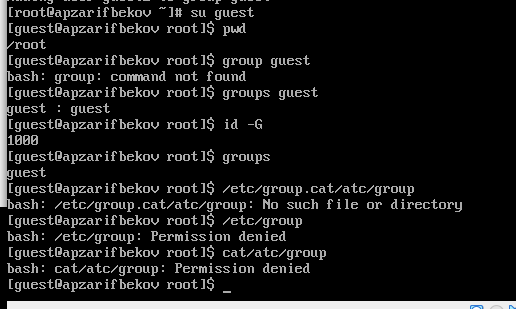 [root@apzarifbekov ~]# su guest
[guest@apzarifbekov root]$ pwd
/root
[guest@apzarifbekov root]$ group guest
bash: group: command not found
[guest@apzarifbekov root]$ groups guest
guest : guest
[guest@apzarifbekov root]$ id -G
1000
[guest@apzarifbekov root]$ groups
guest
[guest@apzarifbekov root]$ /etc/group.cat/atc/group
bash: /etc/group.cat/atc/group: No such file or directory
[guest@apzarifbekov root]$ /etc/group
bash: /etc/group: Permission denied
[guest@apzarifbekov root]$ cat/atc/group
bash: cat/atc/group: Permission denied
[guest@apzarifbekov root]$ _